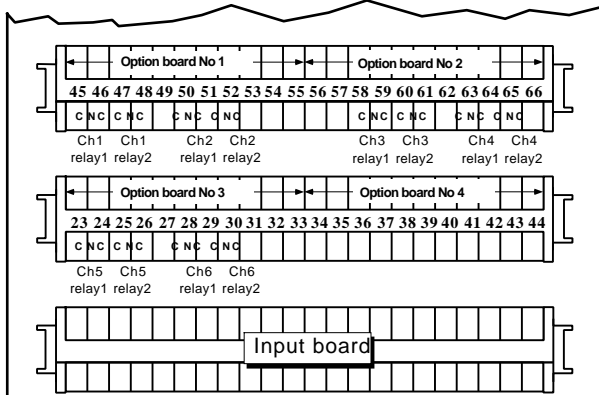 Option board No 1 Option board No 2
45 46 47 48 49 50 51 52 53 54 55 56 57 58 59 60 61 62 63 64 65 66
C NC C NC C NC C NC C NC C NC C NC C NC
Ch1 Ch1 Ch2 Ch2 Ch3 Ch3 Ch4 Ch4
relay1 relay2 relay1 relay2 relay1 relay2 relay1 relay2
Option board No 3 Option board No 4
23 24 25 26 27 28 29 30 31 32 33 34 35 36 37 38 39 40 41 42 43 44
C NC C NC C NC C NC
Ch5 Ch5 Ch6 Ch6
relay1 relay2 relay1 relay2
Input board